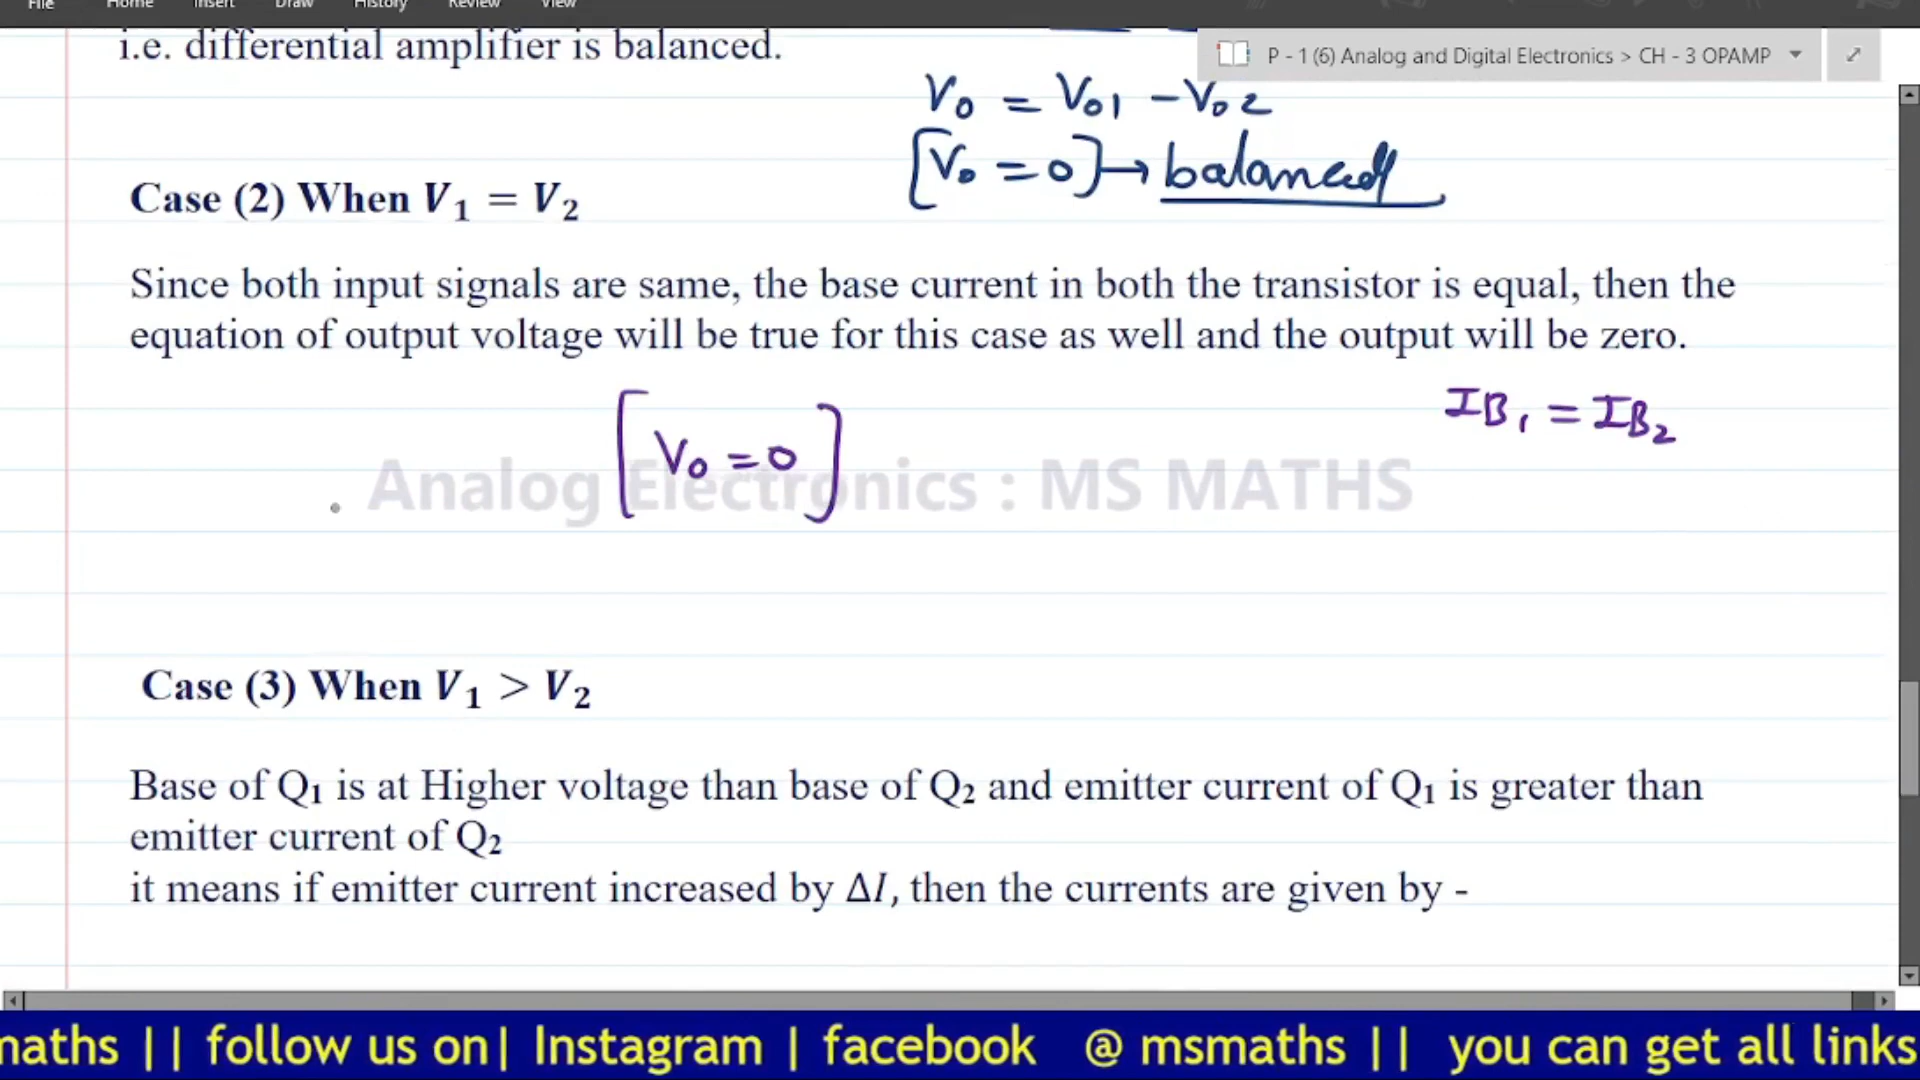 File Home Insert Draw History Review View
i.e. differential amplifier is balanced.
P - 1 (6) Analog and Digital Electronics > CH - 3 OPAMP
V₀ = V₀₁ - V₀₂
[V₀ = 0] → balanced
Case (2) When V₁ = V₂
Since both input signals are same, the base current in both the transistor is equal, then the
equation of output voltage will be true for this case as well and the output will be zero.
IB₁ = IB₂
[V₀ = 0]
Analog Electronics : MS MATHS
Case (3) When V₁ > V₂
Base of Q₁ is at Higher voltage than base of Q₂ and emitter current of Q₁ is greater than
emitter current of Q₂
it means if emitter current increased by ΔI, then the currents are given by -
maths || follow us on| Instagram | facebook @ msmaths || you can get all links